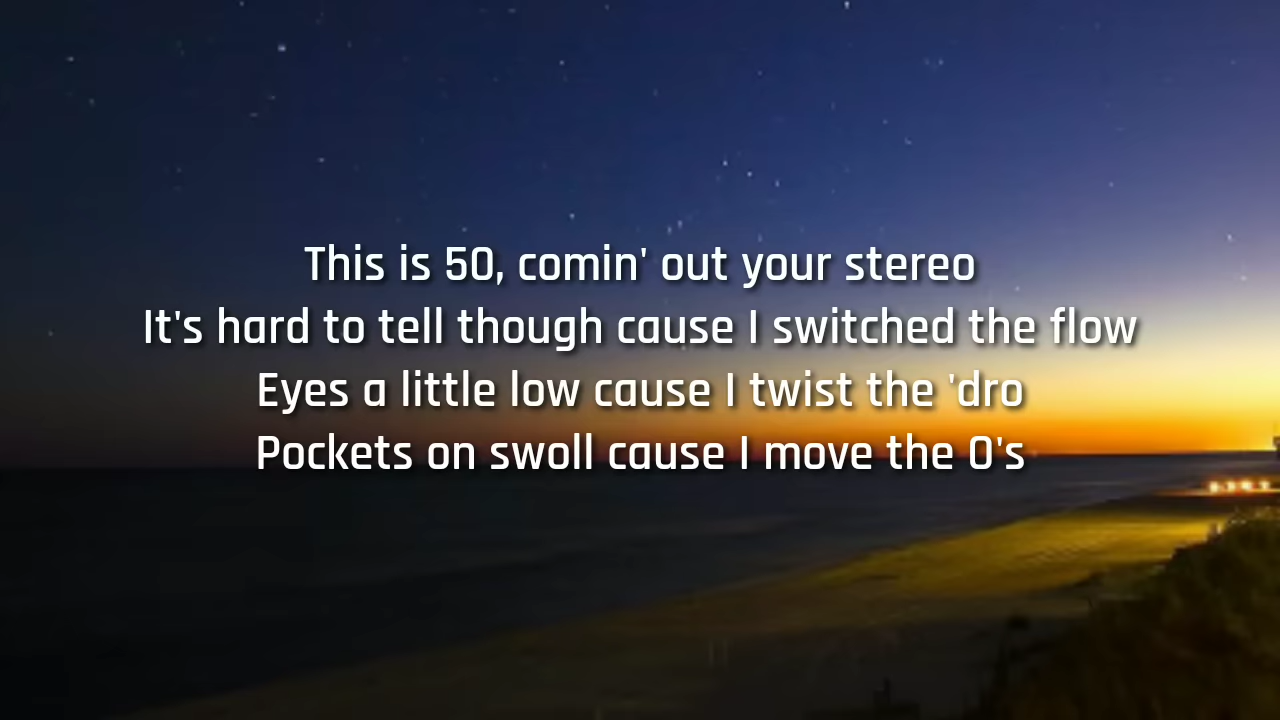 This is 50, comin' out your stereo
It's hard to tell though cause I switched the flow
Eyes a little low cause I twist the 'dro
Pockets on swoll cause I move the O's